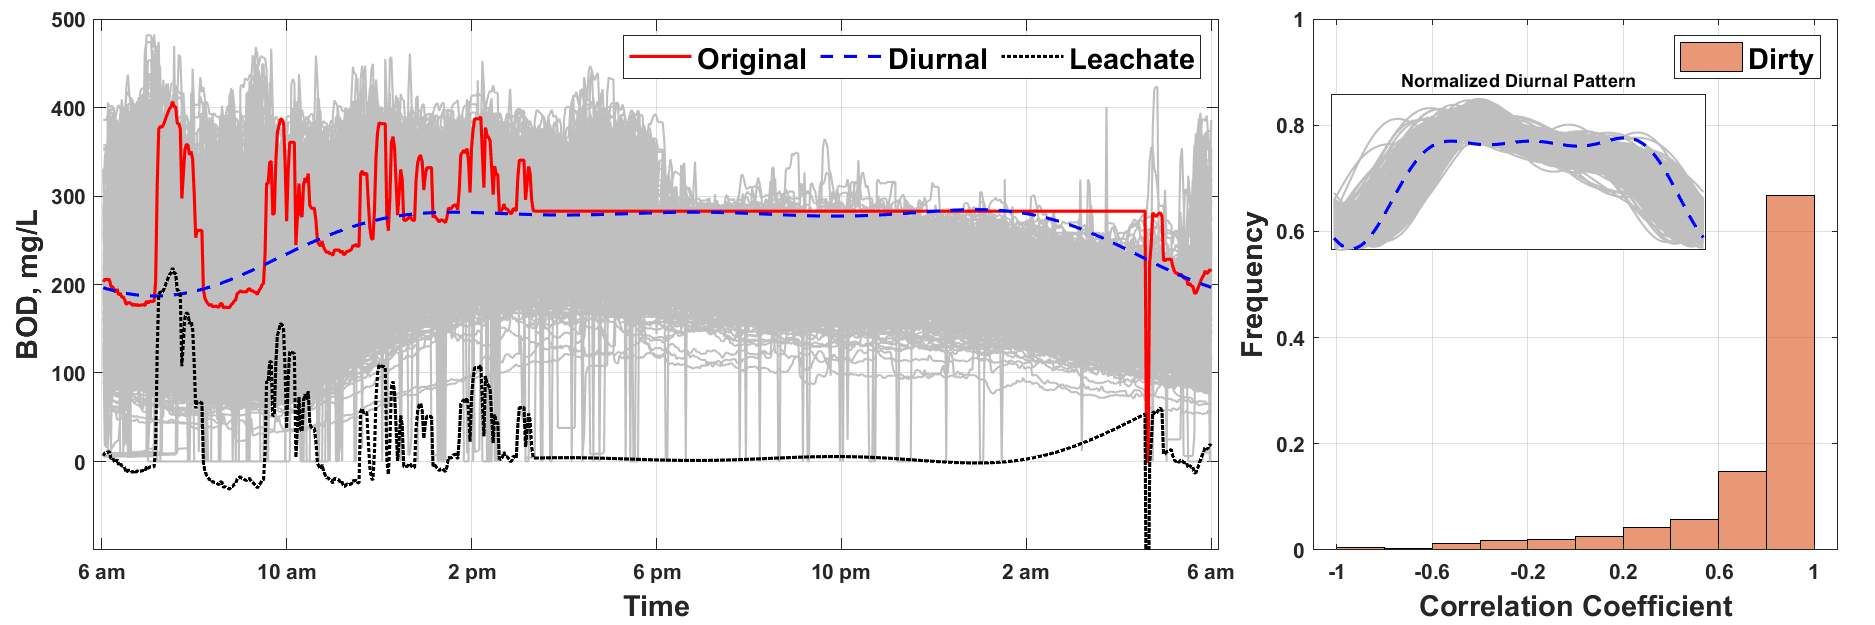 500
400
300
200
100
0
BOD, mg/L
Original Diurnal Leachate
6 am 10 am 2 pm 6 pm 10 pm 2 am 6 am
Time
1
0.8
0.6
0.4
0.2
0
Frequency
Dirty
Normalized Diurnal Pattern
-1 -0.6 -0.2 0.2 0.6 1
Correlation Coefficient